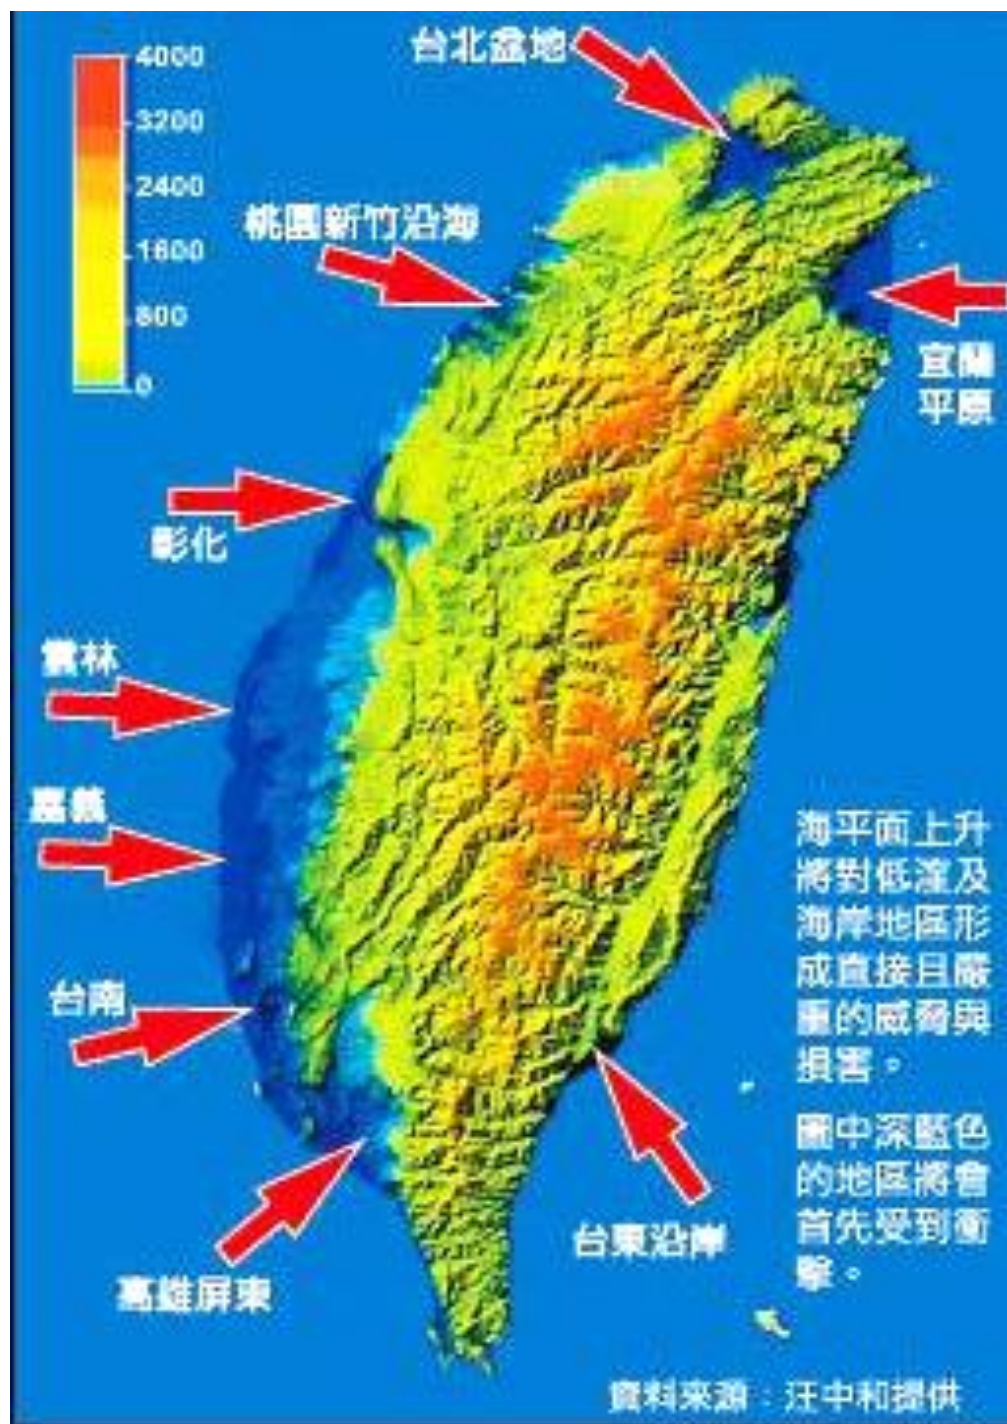 台北盆地
4000
3200
2400
1600
800
0
桃園新竹沿海
宜蘭
平原
彰化
雲林
嘉義
台南
高雄屏東
台東沿岸
海平面上升
將對低漥及
海岸地區形
成直接且嚴
重的威脅與
損害。
圖中深藍色
的地區將會
首先受到衝
擊。
資料來源：汪中和提供